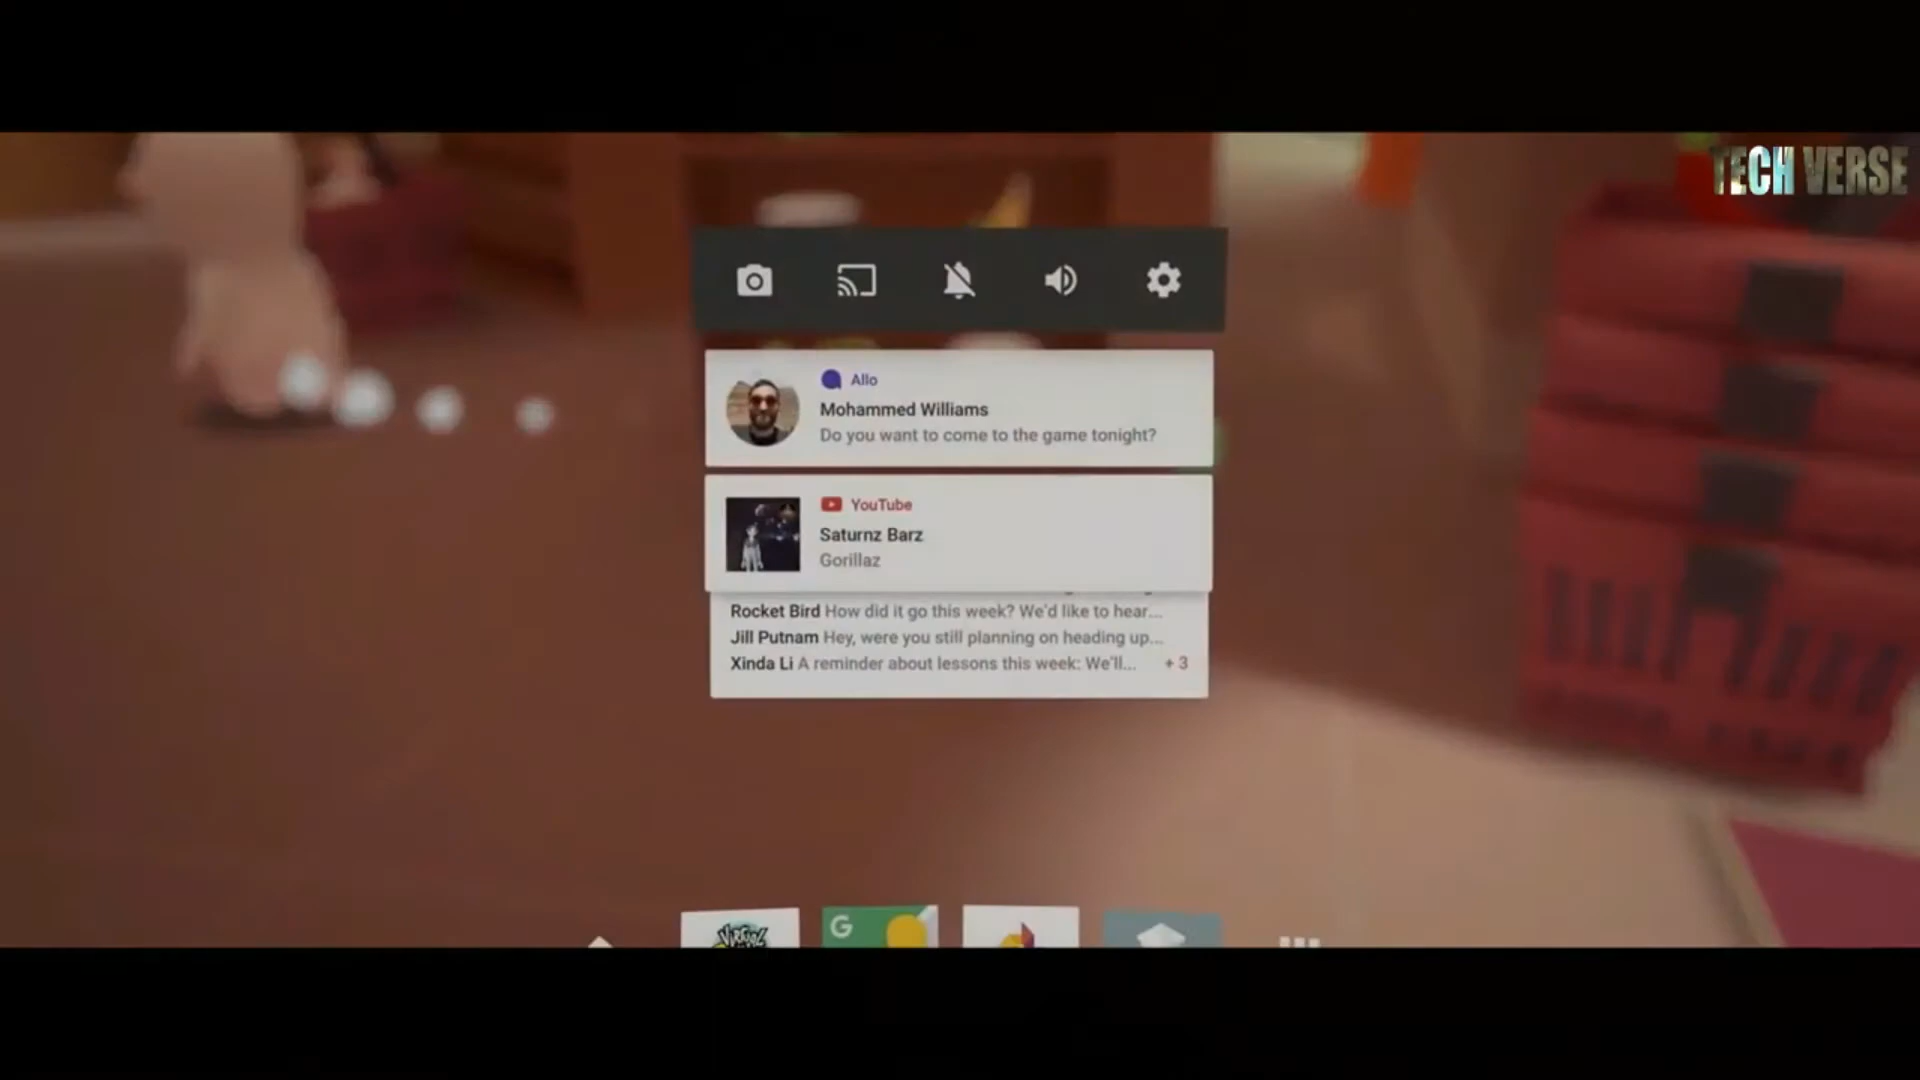 TECH VERSE
Allo
Mohammed Williams
Do you want to come to the game tonight?
YouTube
Saturnz Barz
Gorillaz
Rocket Bird How did it go this week? We'd like to hear...
Jill Putnam Hey, were you still planning on heading up...
Xinda Li A reminder about lessons this week: We'll... + 3
G